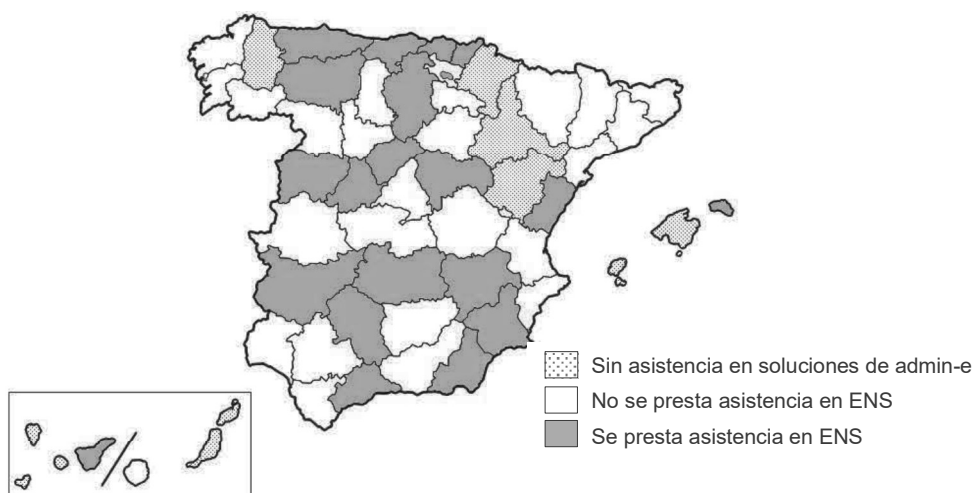 Sin asistencia en soluciones de admin-e
No se presta asistencia en ENS
Se presta asistencia en ENS